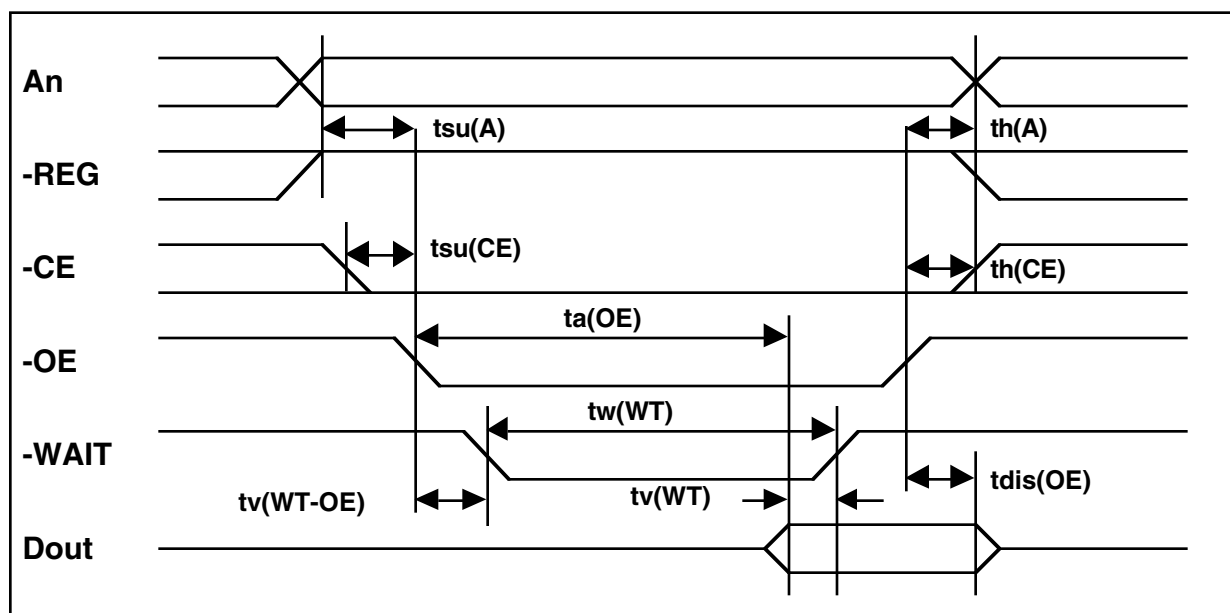 An
tsu(A)
th(A)
-REG
tsu(CE)
-CE
th(CE)
ta(OE)
-OE
tw(WT)
-WAIT
tv(WT-OE)
tv(WT)
tdis(OE)
Dout